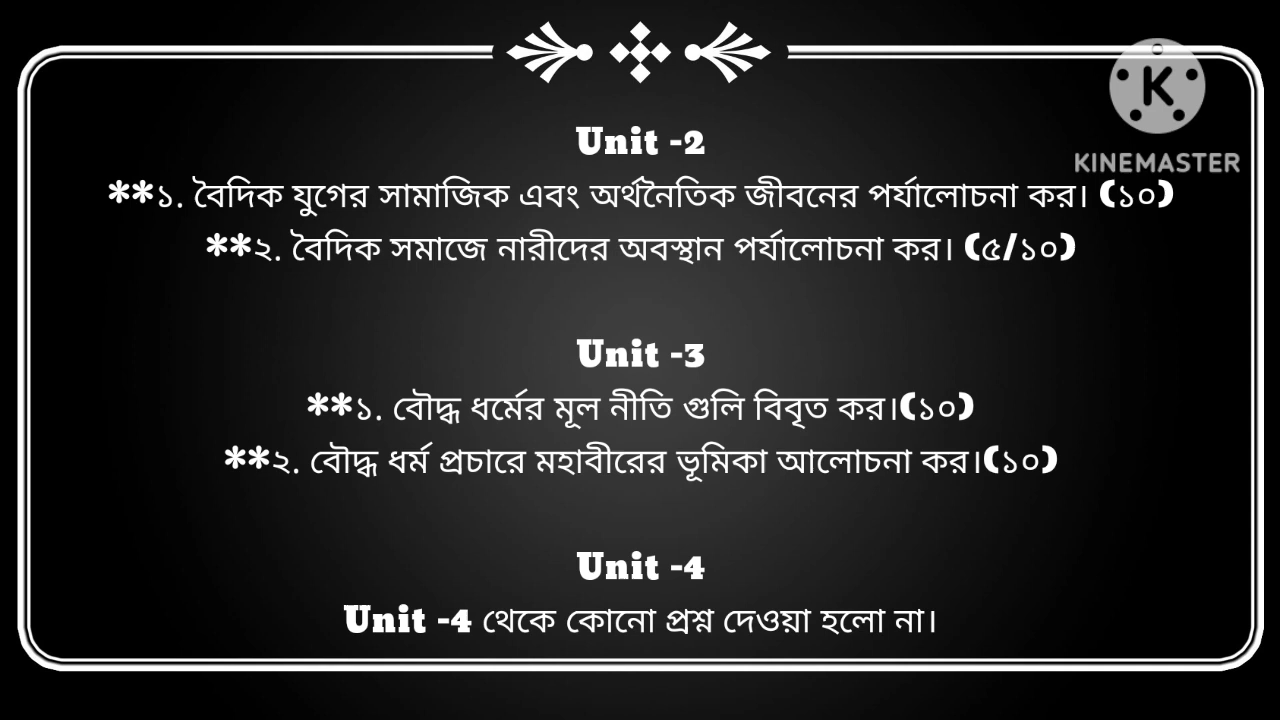 KINEMASTER
Unit -2
**১. বৈদিক যুগের সামাজিক এবং অর্থনৈতিক জীবনের পর্যালোচনা কর। (১০)
**২. বৈদিক সমাজে নারীদের অবস্থান পর্যালোচনা কর। (৫/১০)
Unit -3
**১. বৌদ্ধ ধর্মের মূল নীতি গুলি বিবৃত কর।(১০)
**২. বৌদ্ধ ধর্ম প্রচারে মহাবীরের ভূমিকা আলোচনা কর।(১০)
Unit -4
Unit -4 থেকে কোনো প্রশ্ন দেওয়া হলো না।